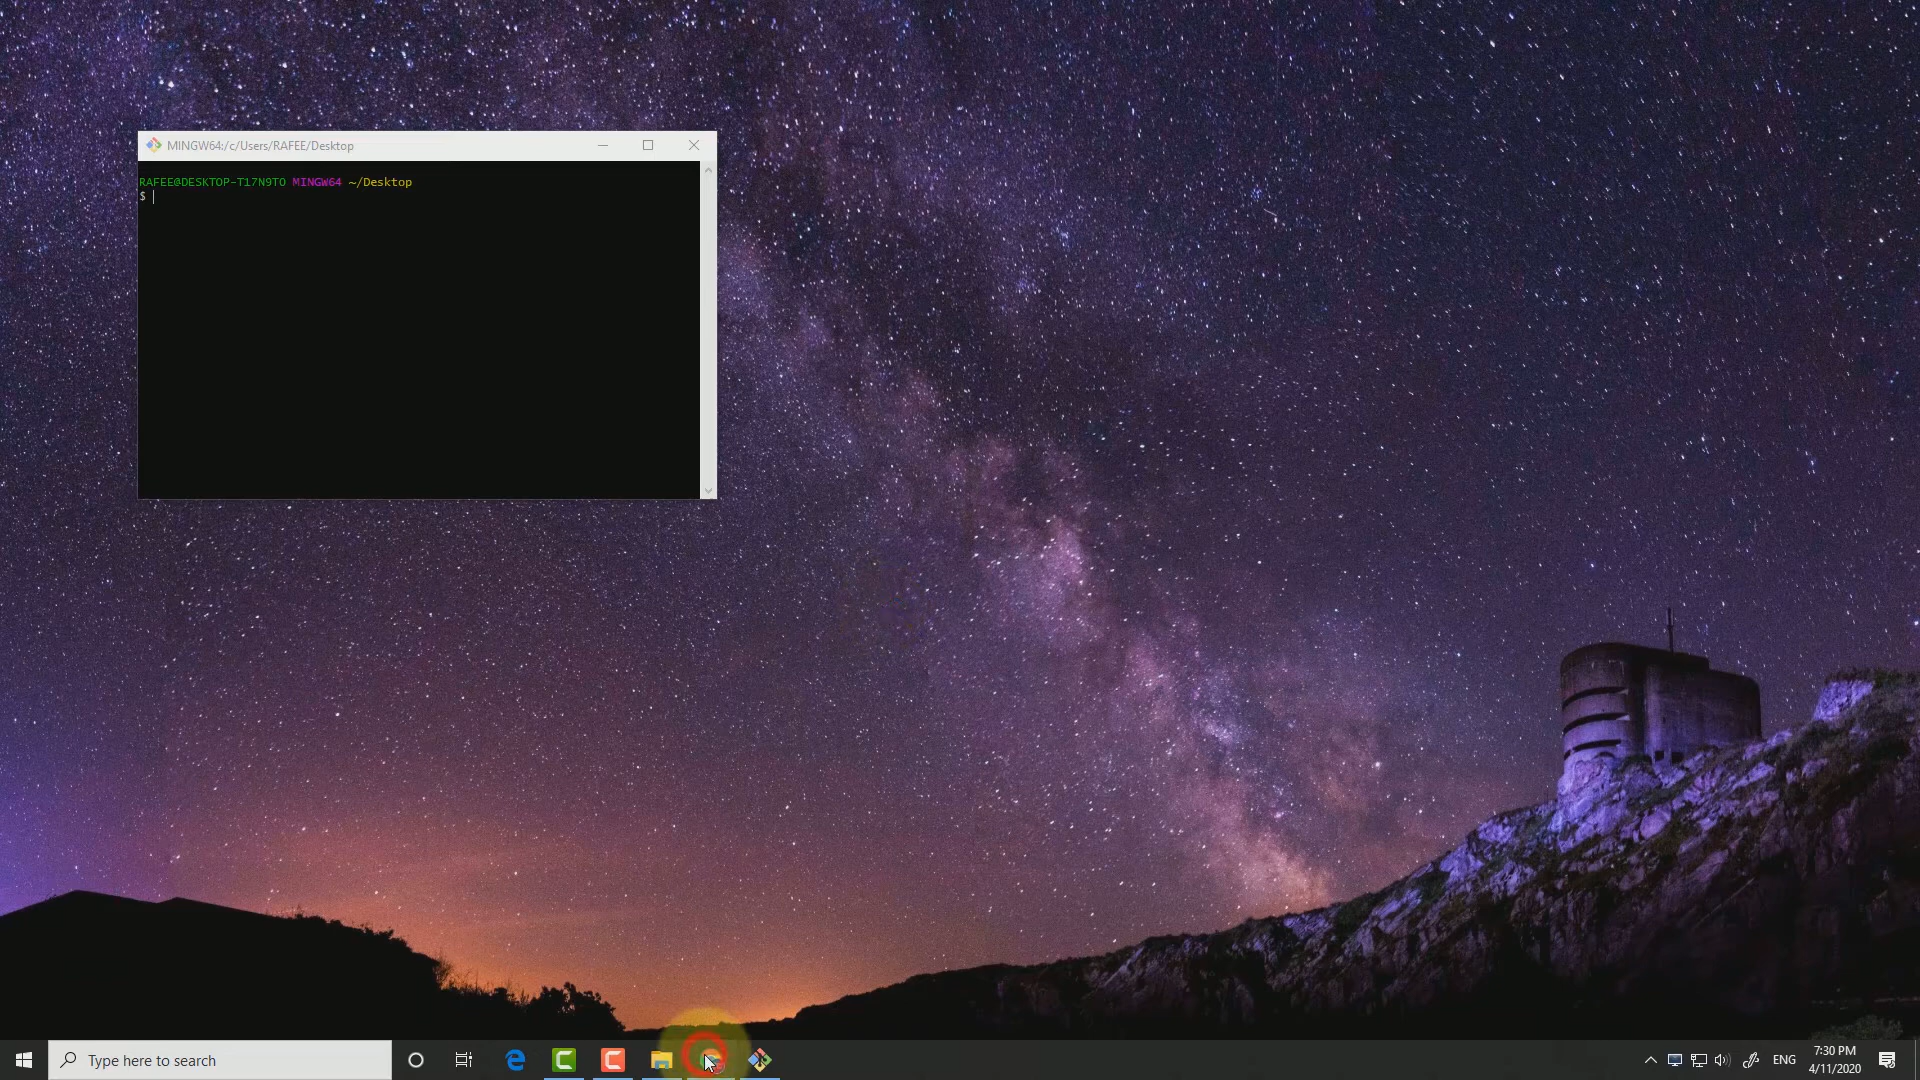 MINGW64:/c/Users/RAFEE/Desktop
RAFEE@DESKTOP-T17N9TO MINGW64 ~/Desktop
$
Type here to search
ENG
7:30 PM
4/11/2020